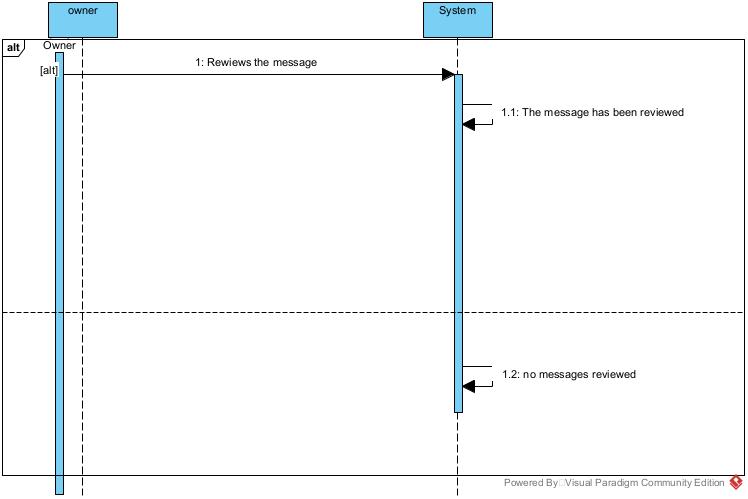 owner
System
alt
Owner
[alt]
1: Rewiews the message
1.1: The message has been reviewed
1.2: no messages reviewed
Powered By Visual Paradigm Community Edition